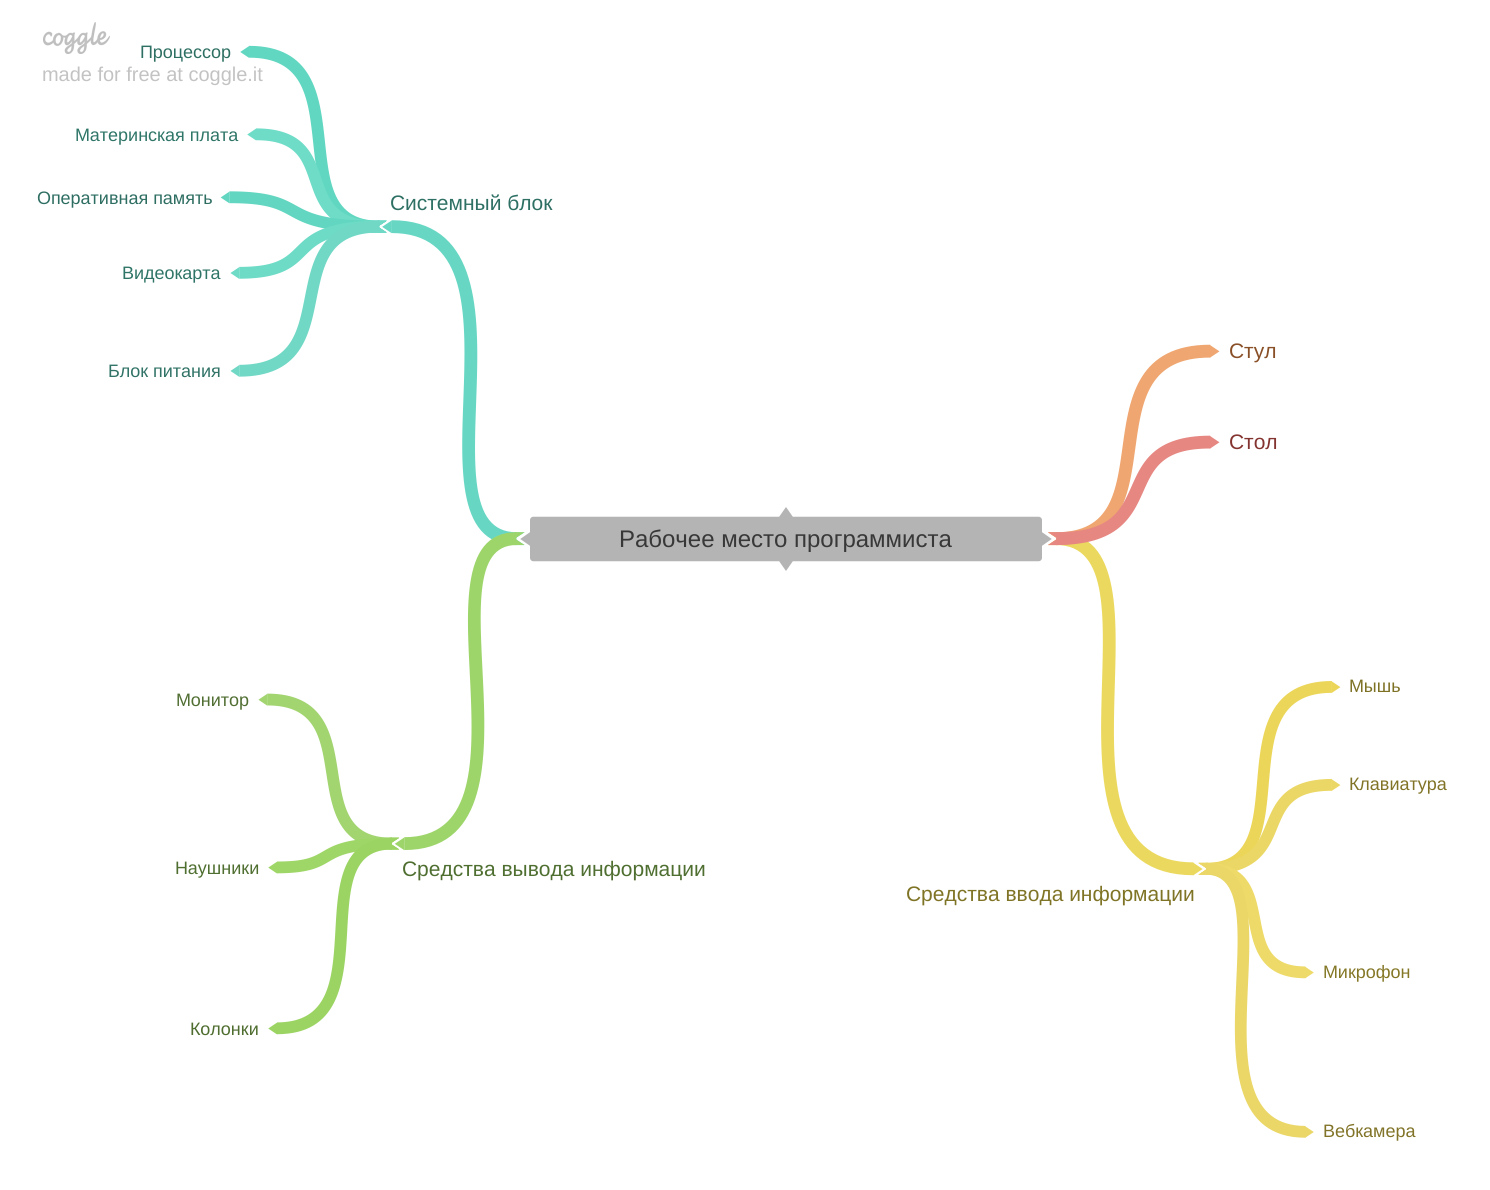 coggle
made for free at coggle.it
Процессор
Материнская плата
Оперативная память
Видеокарта
Блок питания
Системный блок
Стул
Стол
Рабочее место программиста
Монитор
Наушники
Колонки
Средства вывода информации
Мышь
Клавиатура
Средства ввода информации
Микрофон
Вебкамера